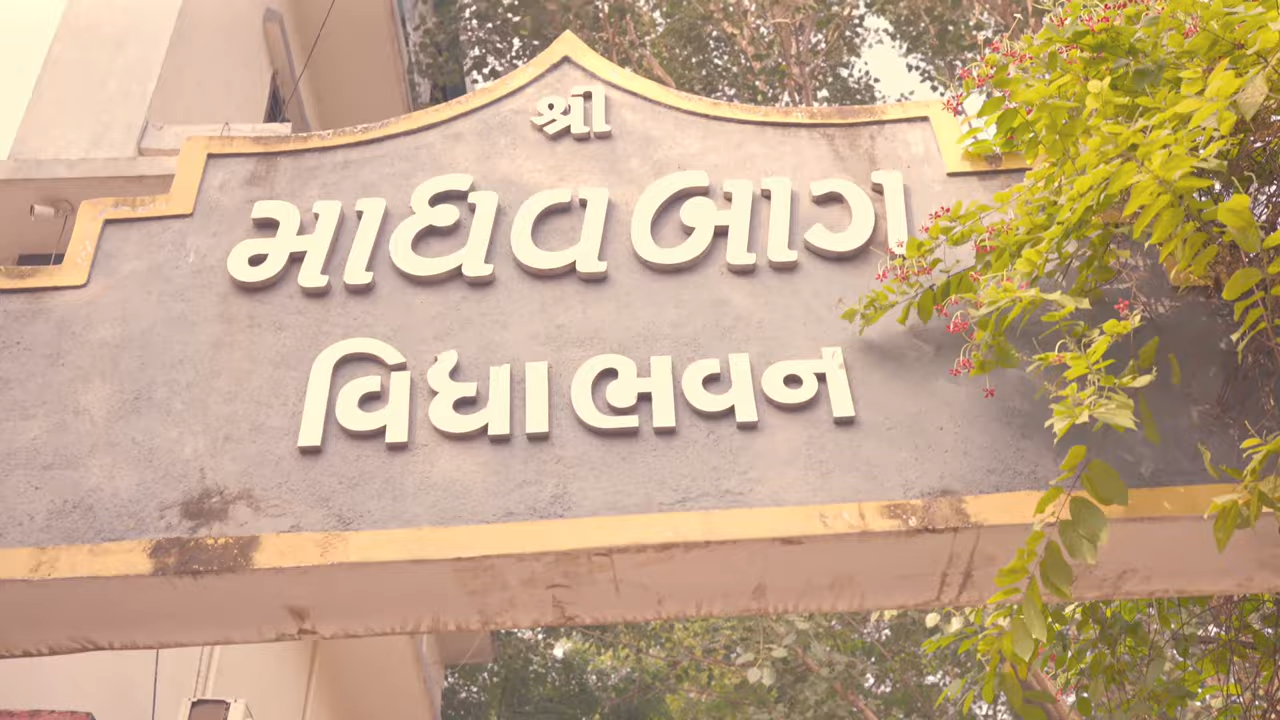 શ્રી
માધવ બાગ
વિધા ભવન